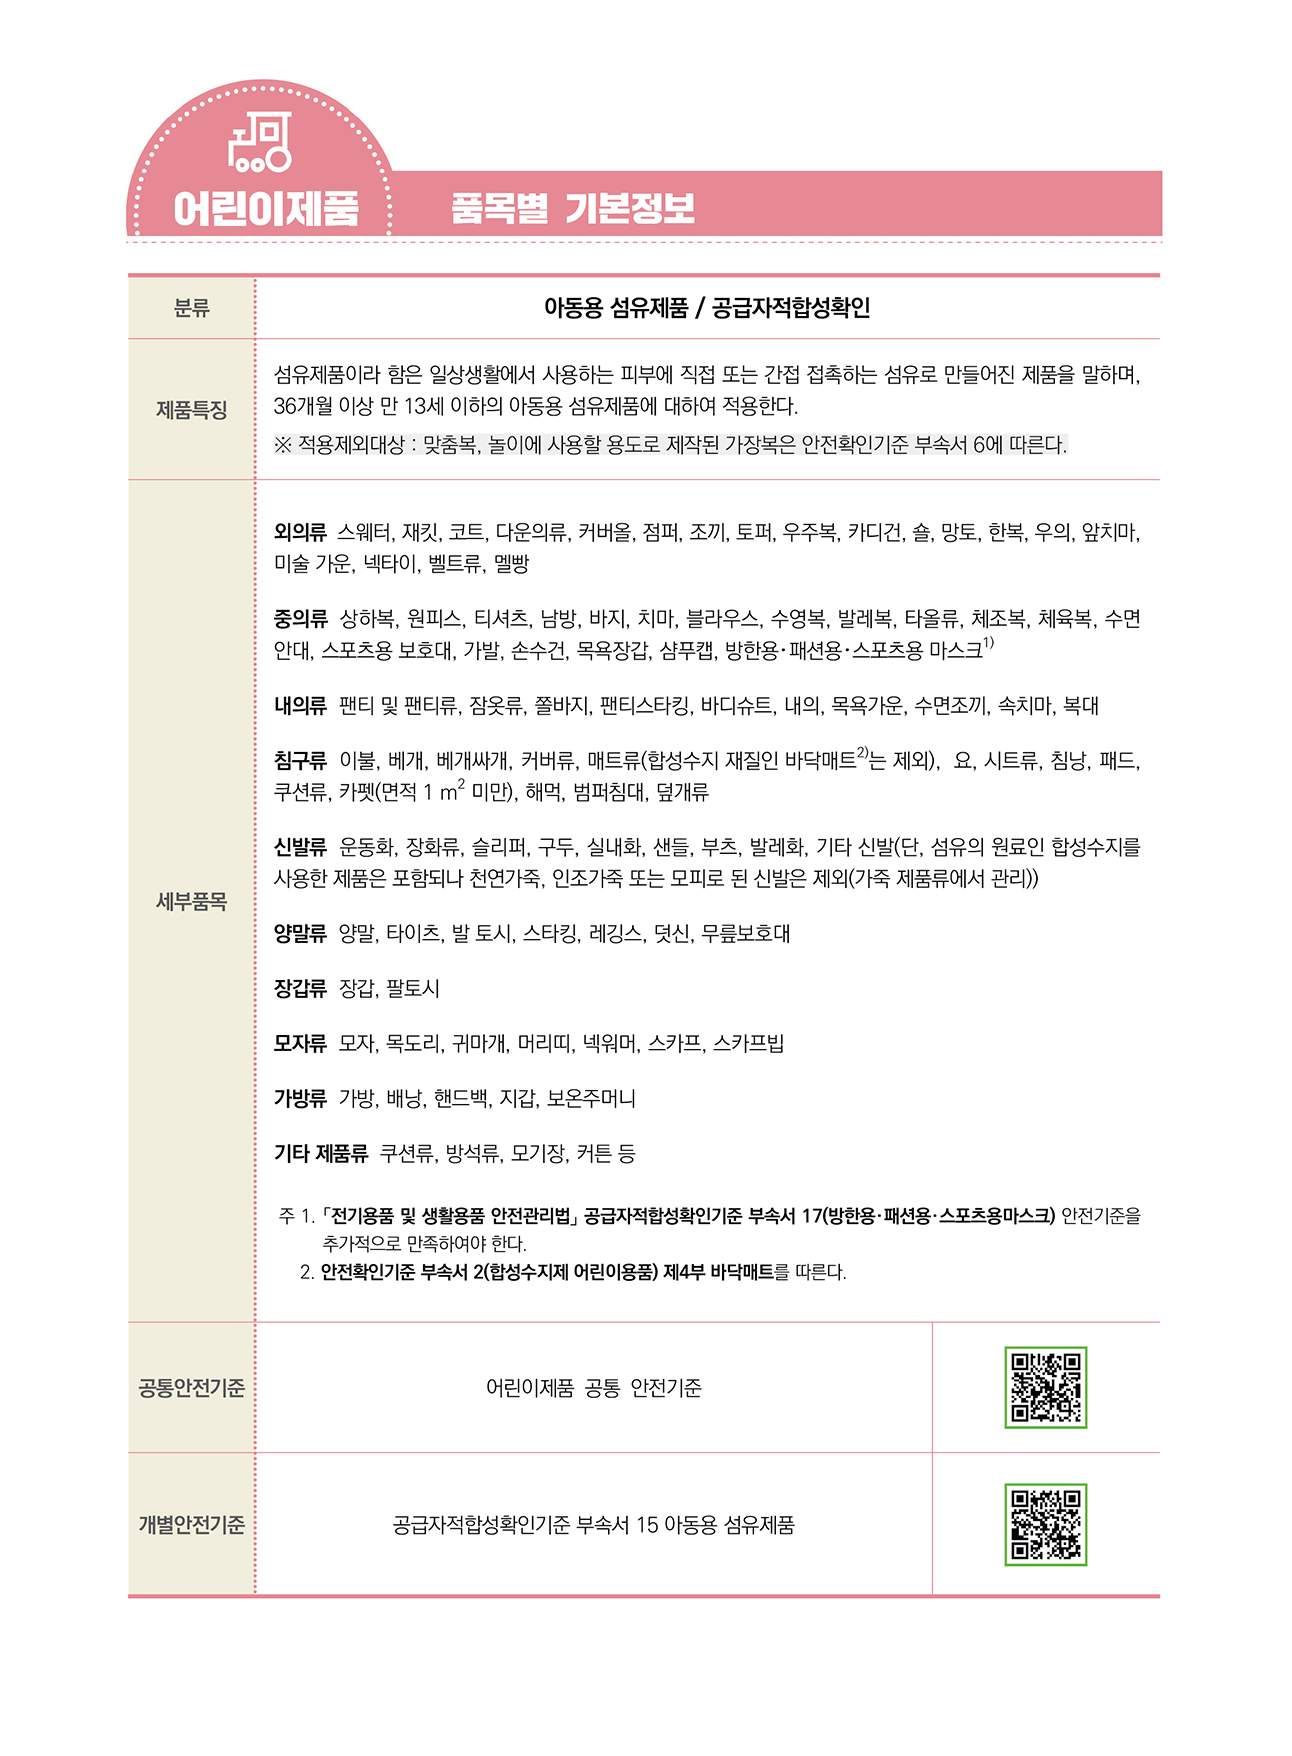 어린이제품
품목별 기본정보
분류
아동용 섬유제품 / 공급자적합성확인
제품특징
섬유제품이라 함은 일상생활에서 사용하는 피부에 직접 또는 간접 접촉하는 섬유로 만들어진 제품을 말하며,
36개월 이상 만 13세 이하의 아동용 섬유제품에 대하여 적용한다.
※ 적용제외대상 : 맞춤복, 놀이에 사용할 용도로 제작된 가장복은 안전확인기준 부속서 6에 따른다.
세부품목
외의류 스웨터, 재킷, 코트, 다운의류, 커버올, 점퍼, 조끼, 토퍼, 우주복, 카디건, 숄, 망토, 한복, 우의, 앞치마,
미술 가운, 넥타이, 벨트류, 멜빵
중의류 상하복, 원피스, 티셔츠, 남방, 바지, 치마, 블라우스, 수영복, 발레복, 타올류, 체조복, 체육복, 수면
안대, 스포츠용 보호대, 가발, 손수건, 목욕장갑, 샴푸캡, 방한용·패션용·스포츠용 마스크1)
내의류 팬티 및 팬티류, 잠옷류, 쫄바지, 팬티스타킹, 바디슈트, 내의, 목욕가운, 수면조끼, 속치마, 복대
침구류 이불, 베개, 베개싸개, 커버류, 매트류(합성수지 재질인 바닥매트2)는 제외), 요, 시트류, 침낭, 패드,
쿠션류, 카펫(면적 1 m2 미만), 해먹, 범퍼침대, 덮개류
신발류 운동화, 장화류, 슬리퍼, 구두, 실내화, 샌들, 부츠, 발레화, 기타 신발(단, 섬유의 원료인 합성수지를
사용한 제품은 포함되나 천연가죽, 인조가죽 또는 모피로 된 신발은 제외(가죽 제품류에서 관리))
양말류 양말, 타이츠, 발 토시, 스타킹, 레깅스, 덧신, 무릎보호대
장갑류 장갑, 팔토시
모자류 모자, 목도리, 귀마개, 머리띠, 넥워머, 스카프, 스카프빕
가방류 가방, 배낭, 핸드백, 지갑, 보온주머니
기타 제품류 쿠션류, 방석류, 모기장, 커튼 등
주 1. 「전기용품 및 생활용품 안전관리법」 공급자적합성확인기준 부속서 17(방한용·패션용·스포츠용마스크) 안전기준을
추가적으로 만족하여야 한다.
2. 안전확인기준 부속서 2(합성수지제 어린이용품) 제4부 바닥매트를 따른다.
공통안전기준
어린이제품 공통 안전기준
개별안전기준
공급자적합성확인기준 부속서 15 아동용 섬유제품